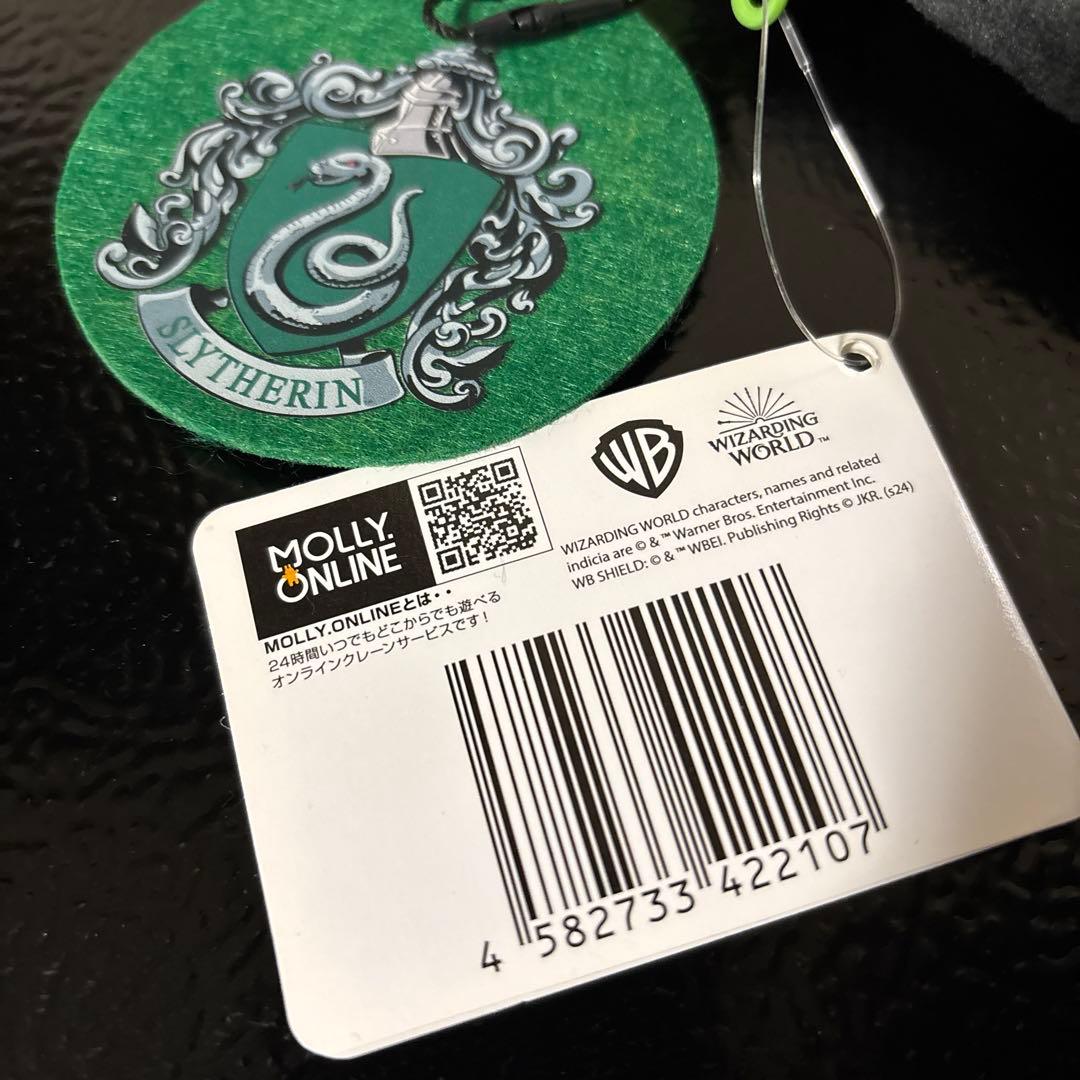 SLYTHERIN
WB
WIZARDING
WORLD™
MOLLY.
ONLINE
WIZARDING WORLD characters, names and related
indicia are © & ™ Warner Bros. Entertainment Inc.
WB SHIELD: © & ™ WBEI. Publishing Rights © JKR. (s24)
MOLLY.ONLINEとは‥
24時間いつでもどこからでも遊べる
オンラインクレーンサービスです！
4 582733 422107